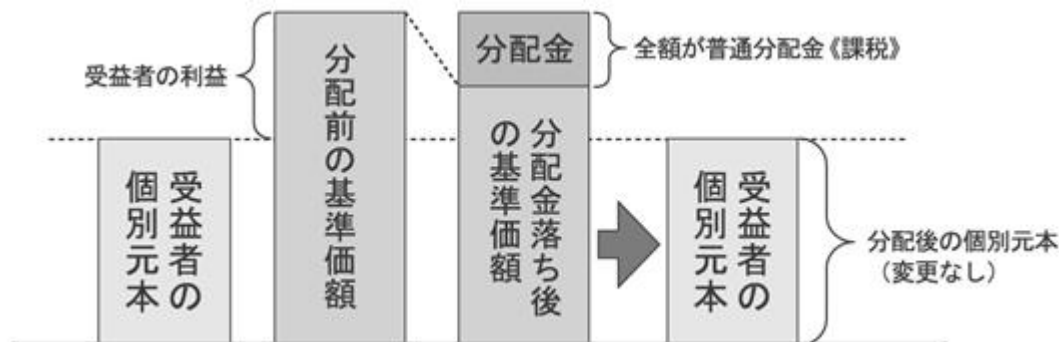 受益者の利益
受益者の
個別元本
分配前の基準価額
分配金
全額が普通分配金《課税》
分配金落ち後
の基準価額
受益者の
個別元本
分配後の個別元本
（変更なし）